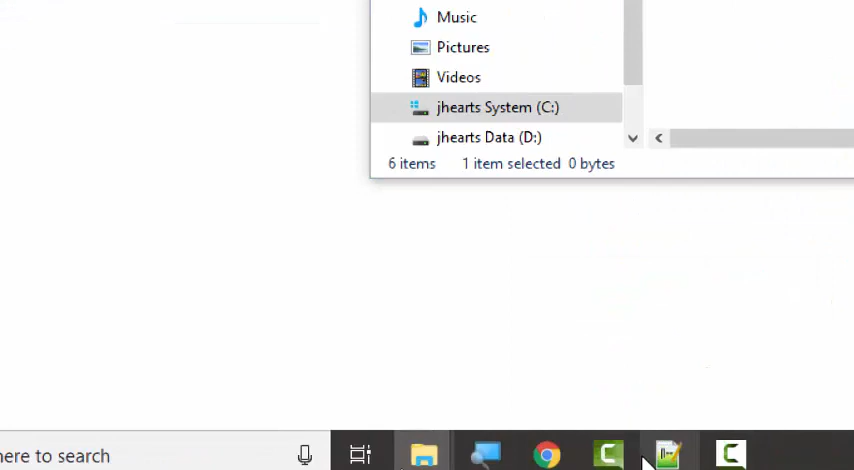 Music
Pictures
Videos
jhearts System (C:)
jhearts Data (D:)
6 items 1 item selected 0 bytes
here to search